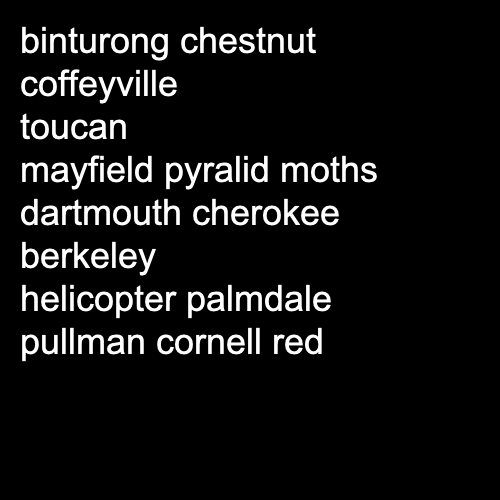 binturong chestnut
coffeyville
toucan
mayfield pyralid moths
dartmouth cherokee
berkeley
helicopter palmdale
pullman cornell red